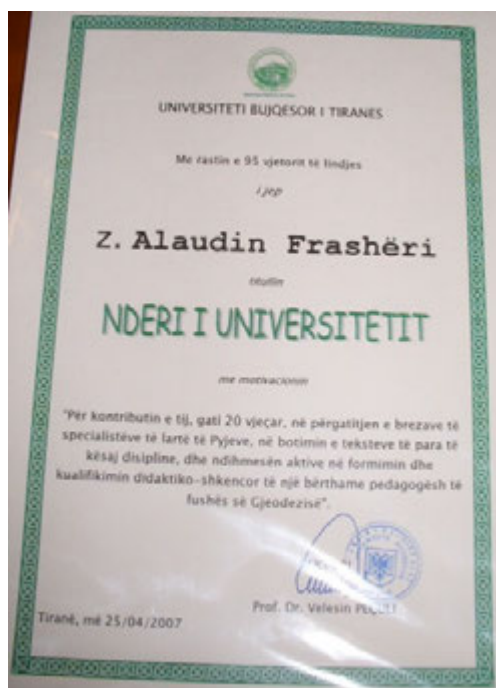 UNIVERSITETI BUJQESOR I TIRANES
Me rastin e 95 vjetorit të lindjes
i jep
Z. Alaudin Frashëri
titullin
NDERI I UNIVERSITETIT
me motivacionin
"Për kontributin e tij, gati 20 vjeçar, në përgatitjen e brezave të
specialistëve të lartë të Pyjeve, në botimin e teksteve të para të
kësaj disipline, dhe ndihmesën aktive në formimin dhe
kualifikimin didaktiko-shkencor të një bërthame pedagogësh të
fushës së Gjeodezisë".
Prof. Dr. Velesin
Tiranë, më 25/04/2007